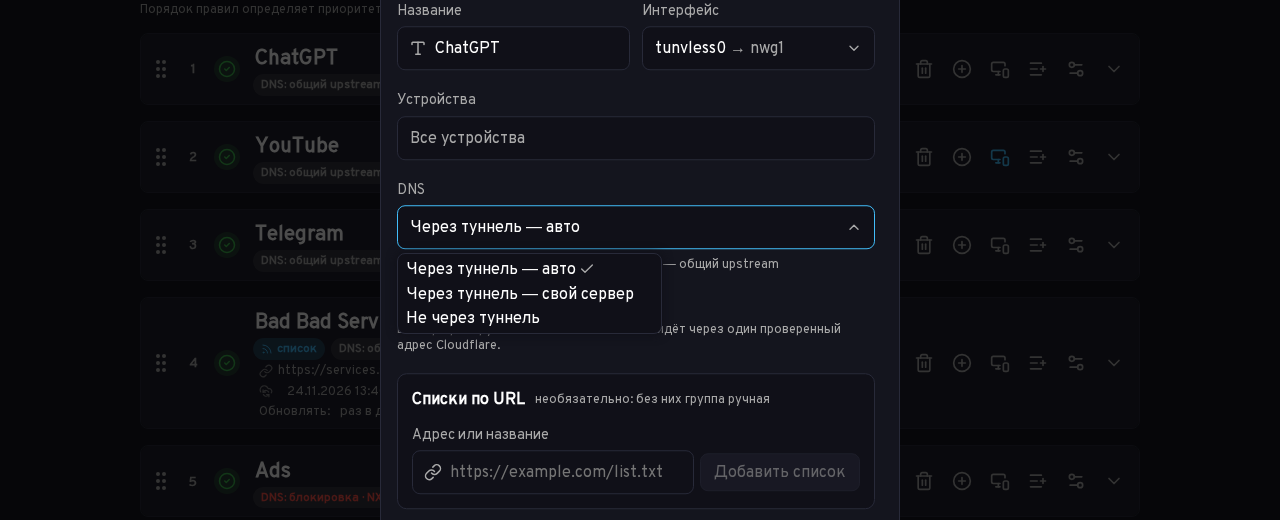 Порядок правил определяет приоритет
Название
Интерфейс
ChatGPT
tunvless0 → nwg1
1
ChatGPT
DNS: общий upstream
Устройства
Все устройства
2
YouTube
DNS: общий upstream
DNS
Через туннель — авто
3
Telegram
DNS: общий upstream
— общий upstream
Через туннель — авто
Через туннель — свой сервер
Не через туннель
дёт через один проверенный
адрес Cloudflare.
4
Bad Bad Serv
список
DNS: об
https://services.
24.11.2026 13:4
Обновлять: раз в д
Списки по URL
необязательно: без них группа ручная
Адрес или название
https://example.com/list.txt
Добавить список
5
Ads
DNS: блокировка · NX